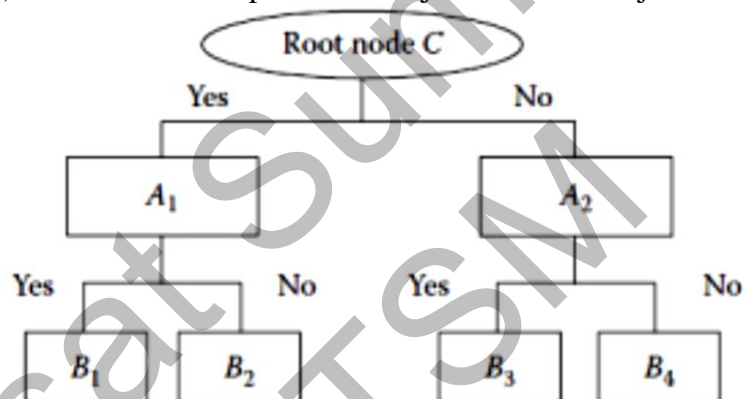 Root node C
Yes No
A₁ A₂
Yes No Yes No
B₁ B₂ B₃ B₄